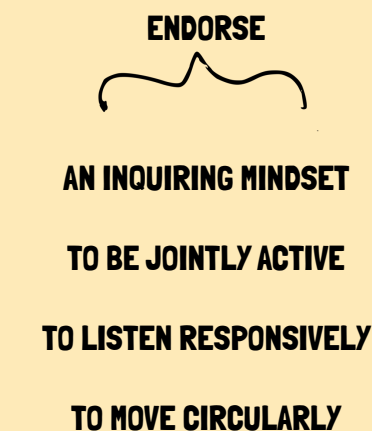 ENDORSE
AN INQUIRING MINDSET
TO BE JOINTLY ACTIVE
TO LISTEN RESPONSIVELY
TO MOVE CIRCULARLY